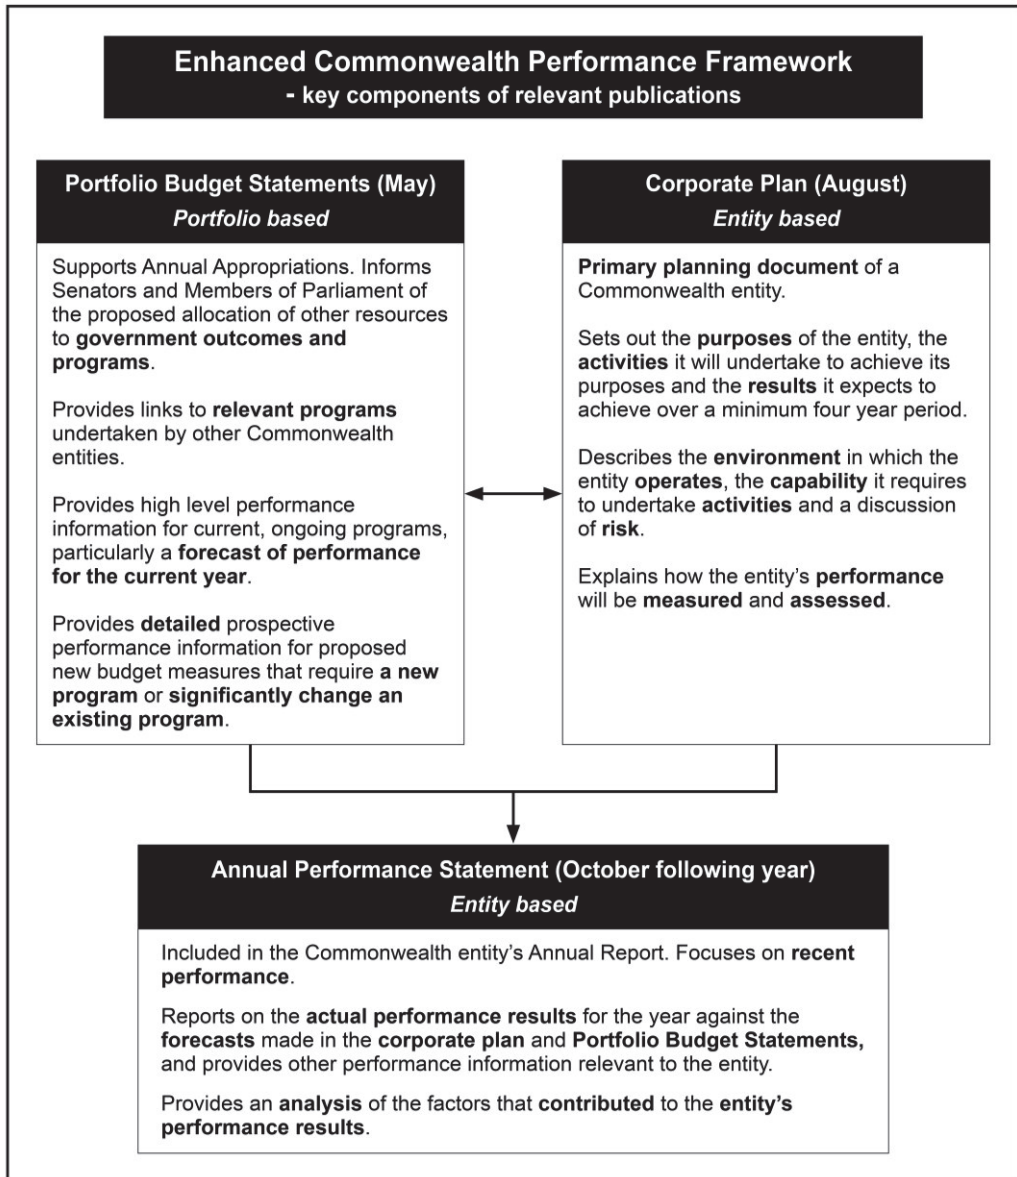 Enhanced Commonwealth Performance Framework
- key components of relevant publications
Portfolio Budget Statements (May)
Portfolio based
Supports Annual Appropriations. Informs
Senators and Members of Parliament of
the proposed allocation of other resources
to government outcomes and
programs.
Provides links to relevant programs
undertaken by other Commonwealth
entities.
Provides high level performance
information for current, ongoing programs,
particularly a forecast of performance
for the current year.
Provides detailed prospective
performance information for proposed
new budget measures that require a new
program or significantly change an
existing program.
Corporate Plan (August)
Entity based
Primary planning document of a
Commonwealth entity.
Sets out the purposes of the entity, the
activities it will undertake to achieve its
purposes and the results it expects to
achieve over a minimum four year period.
Describes the environment in which the
entity operates, the capability it requires
to undertake activities and a discussion
of risk.
Explains how the entity’s performance
will be measured and assessed.
Annual Performance Statement (October following year)
Entity based
Included in the Commonwealth entity’s Annual Report. Focuses on recent
performance.
Reports on the actual performance results for the year against the
forecasts made in the corporate plan and Portfolio Budget Statements,
and provides other performance information relevant to the entity.
Provides an analysis of the factors that contributed to the entity’s
performance results.